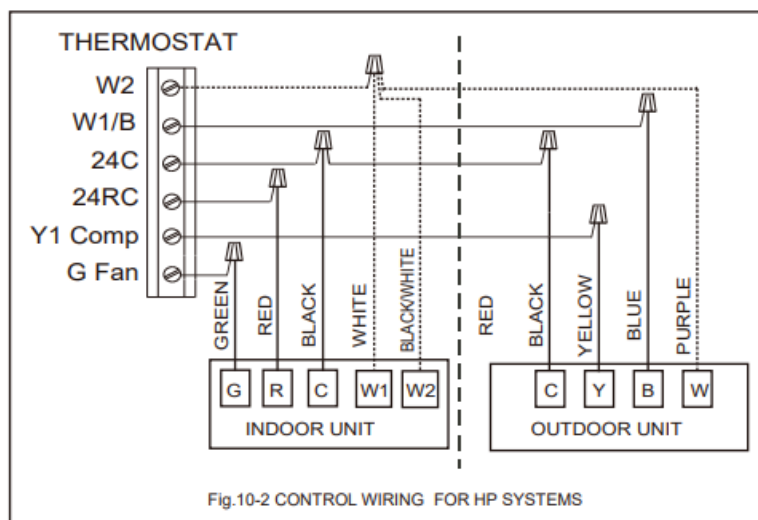 THERMOSTAT
W2
W1/B
24C
24RC
Y1 Comp
G Fan
GREEN
RED
BLACK
WHITE
BLACK/WHITE
RED
BLACK
YELLOW
BLUE
PURPLE
G R C W1 W2
C Y B W
INDOOR UNIT
OUTDOOR UNIT
Fig.10-2 CONTROL WIRING FOR HP SYSTEMS